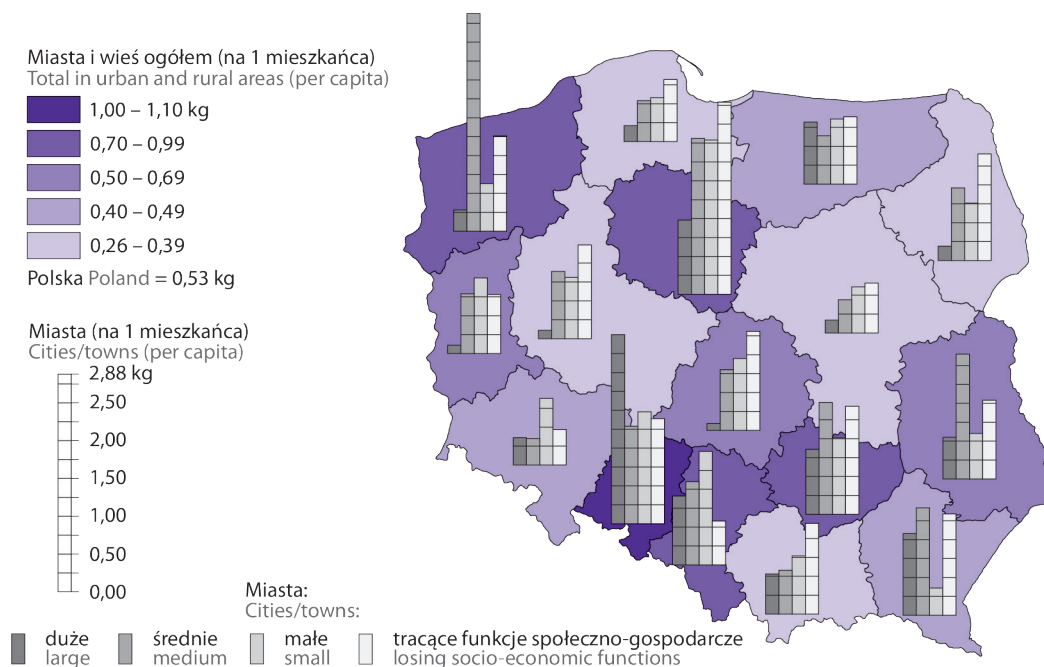 Miasta i wieś ogółem (na 1 mieszkańca)
Total in urban and rural areas (per capita)
1,00 – 1,10 kg
0,70 – 0,99
0,50 – 0,69
0,40 – 0,49
0,26 – 0,39
Polska Poland = 0,53 kg
Miasta (na 1 mieszkańca)
Cities/towns (per capita)
2,88 kg
2,50
2,00
1,50
1,00
0,50
0,00
Miasta:
Cities/towns:
duże
large
średnie
medium
małe
small
tracące funkcje społeczno-gospodarcze
losing socio-economic functions